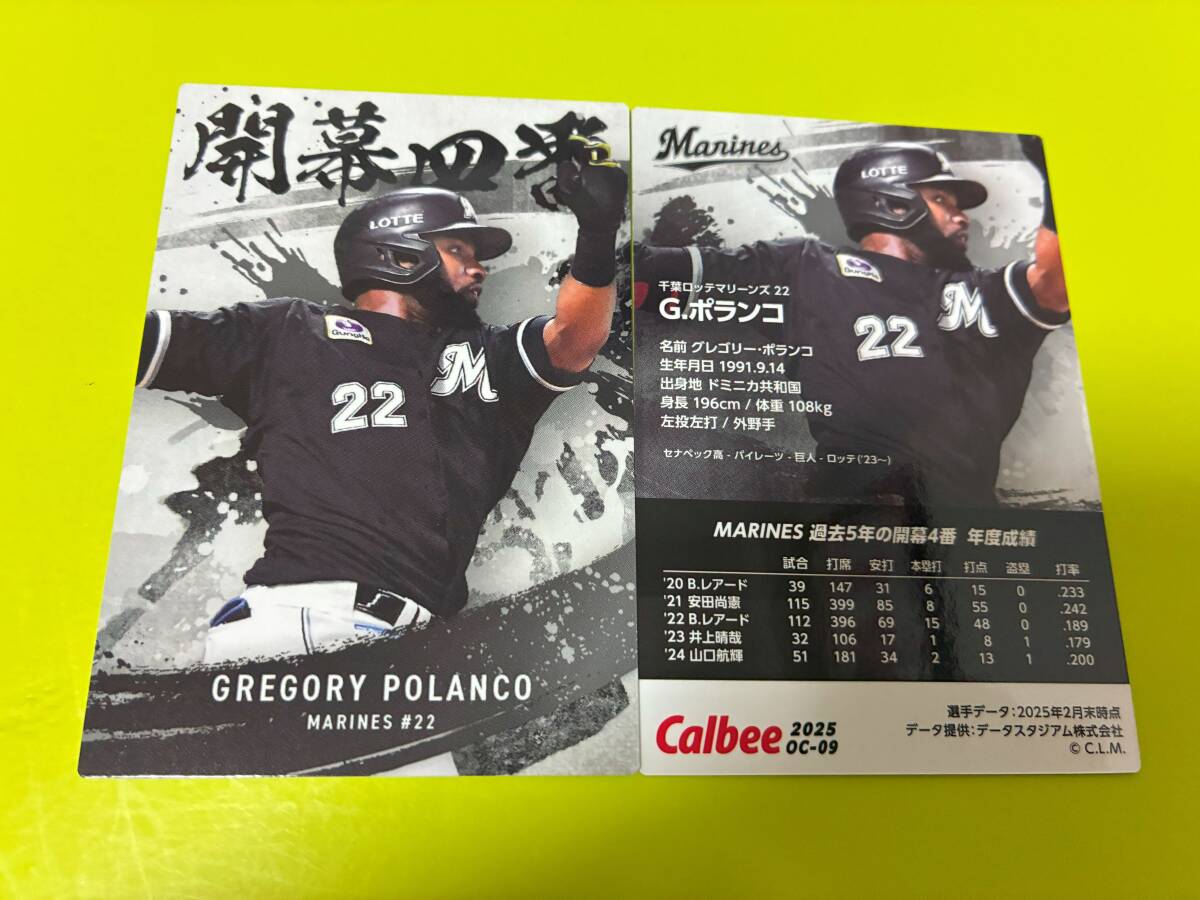 開幕四番
LOTTE
GungHo
22
M
GREGORY POLANCO
MARINES #22
Marines
LOTTE
GungHo
22
M
千葉ロッテマリーンズ 22
G.ポランコ
名前 グレゴリー・ポランコ
生年月日 1991.9.14
出身地 ドミニカ共和国
身長 196cm / 体重 108kg
左投左打 / 外野手
セナペック高 - パイレーツ - 巨人 - ロッテ('23～)
MARINES 過去5年の開幕4番 年度成績
試合 打席 安打 本塁打 打点 盗塁 打率
'20 B.レアード 39 147 31 6 15 0 .233
'21 安田尚憲 115 399 85 8 55 0 .242
'22 B.レアード 112 396 69 15 48 0 .189
'23 井上晴哉 32 106 17 1 8 1 .179
'24 山口航輝 51 181 34 2 13 1 .200
Calbee 2025
OC-09
選手データ：2025年2月末時点
データ提供：データスタジアム株式会社
© C.L.M.